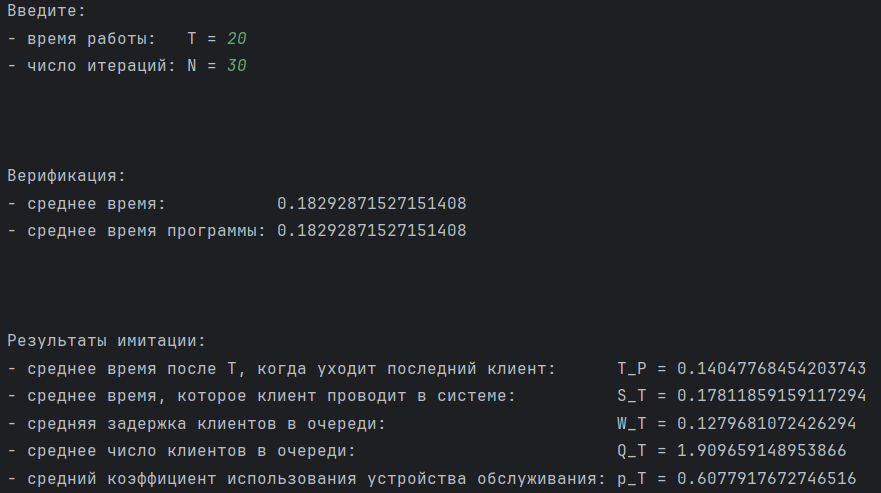 Введите:
- время работы:   T = 20
- число итераций: N = 30
Верификация:
- среднее время:           0.18292871527151408
- среднее время программы: 0.18292871527151408
Результаты имитации:
- среднее время после T, когда уходит последний клиент:      T_P = 0.14047768454203743
- среднее время, которое клиент проводит в системе:          S_T = 0.17811859159117294
- средняя задержка клиентов в очереди:                       W_T = 0.1279681072426294
- среднее число клиентов в очереди:                          Q_T = 1.909659148953866
- средний коэффициент использования устройства обслуживания: p_T = 0.6077917672746516